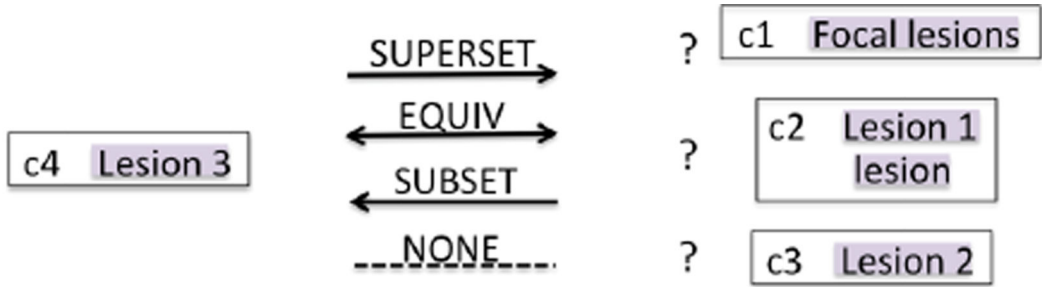 c4 Lesion 3
SUPERSET
EQUIV
SUBSET
NONE
? c1 Focal lesions
? c2 Lesion 1
lesion
? c3 Lesion 2